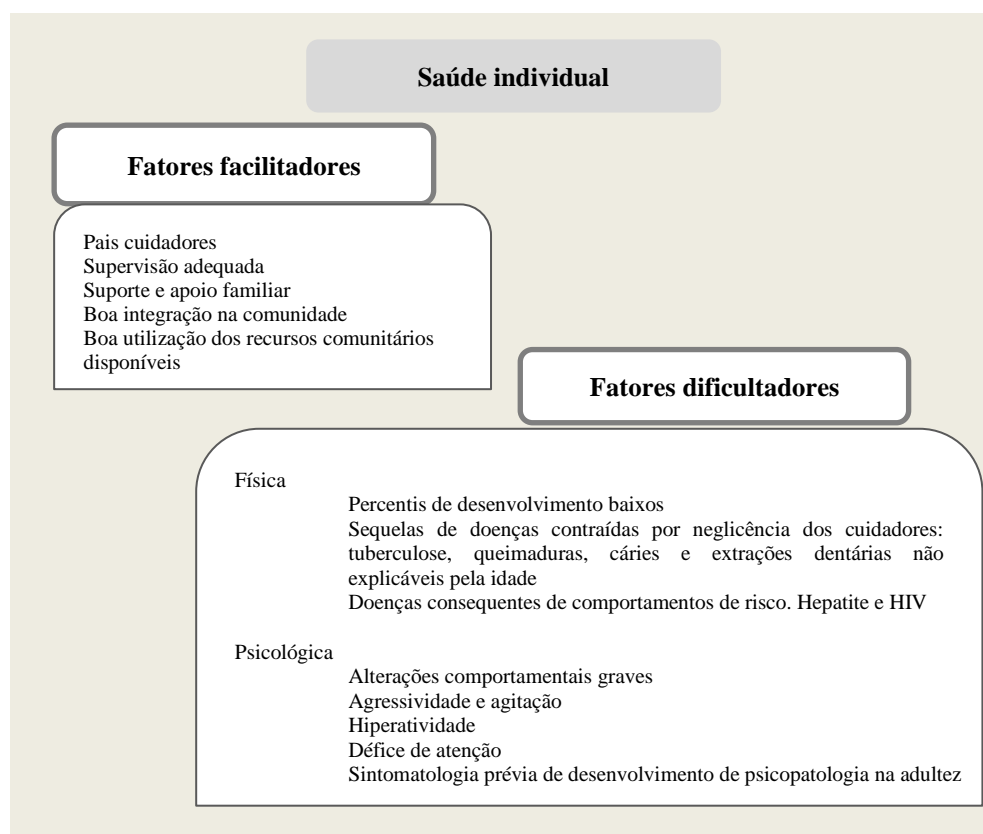 Saúde individual
Fatores facilitadores
Pais cuidadores
Supervisão adequada
Suporte e apoio familiar
Boa integração na comunidade
Boa utilização dos recursos comunitários
disponíveis
Fatores dificultadores
Física
Percentis de desenvolvimento baixos
Sequelas de doenças contraídas por neglicência dos cuidadores:
tuberculose, queimaduras, cáries e extrações dentárias não
explicáveis pela idade
Doenças consequentes de comportamentos de risco. Hepatite e HIV
Psicológica
Alterações comportamentais graves
Agressividade e agitação
Hiperatividade
Défice de atenção
Sintomatologia prévia de desenvolvimento de psicopatologia na adultez